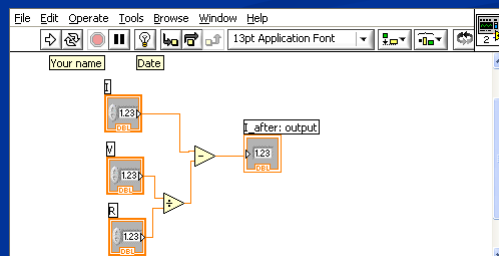 File Edit Operate Tools Browse Window Help
13pt Application Font
2
Your name Date
I
1.23
DBL
I_after: output
1.23
DBL
V
1.23
DBL
R
1.23
DBL